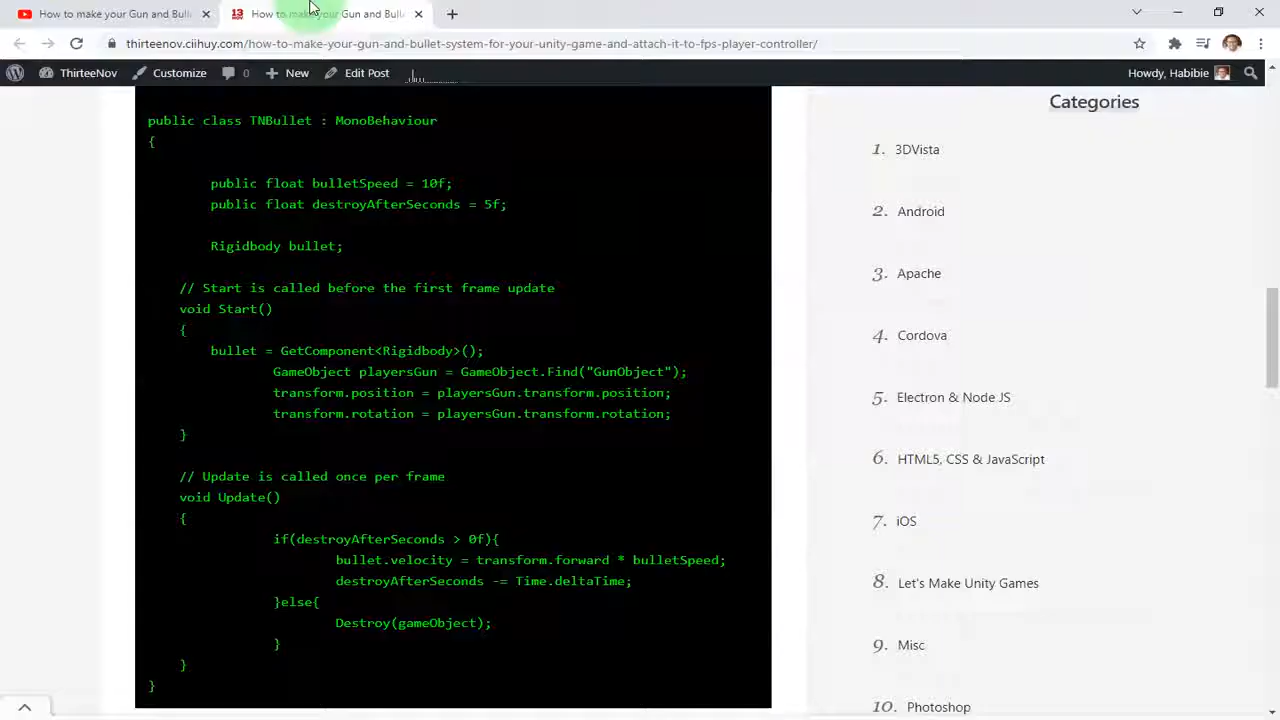 How to make your Gun and Bulle
How to make your Gun and Bulle
thirteenov.ciihuy.com/how-to-make-your-gun-and-bullet-system-for-your-unity-game-and-attach-it-to-fps-player-controller/
ThirteeNov Customize 0 New Edit Post Howdy, Habibie
public class TNBullet : MonoBehaviour
{
public float bulletSpeed = 10f;
public float destroyAfterSeconds = 5f;
Rigidbody bullet;
// Start is called before the first frame update
void Start()
{
bullet = GetComponent<Rigidbody>();
GameObject playersGun = GameObject.Find("GunObject");
transform.position = playersGun.transform.position;
transform.rotation = playersGun.transform.rotation;
}
// Update is called once per frame
void Update()
{
if(destroyAfterSeconds > 0f){
bullet.velocity = transform.forward * bulletSpeed;
destroyAfterSeconds -= Time.deltaTime;
}else{
Destroy(gameObject);
}
}
}
Categories
1. 3DVista
2. Android
3. Apache
4. Cordova
5. Electron & Node JS
6. HTML5, CSS & JavaScript
7. iOS
8. Let's Make Unity Games
9. Misc
10. Photoshop